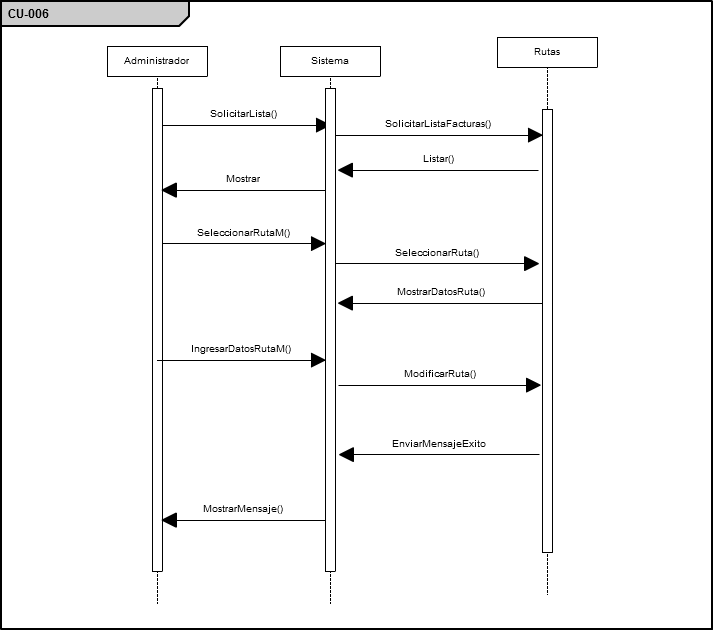 CU-006
Administrador
Sistema
Rutas
SolicitarLista()
SolicitarListaFacturas()
Listar()
Mostrar
SeleccionarRutaM()
SeleccionarRuta()
MostrarDatosRuta()
IngresarDatosRutaM()
ModificarRuta()
EnviarMensajeExito
MostrarMensaje()